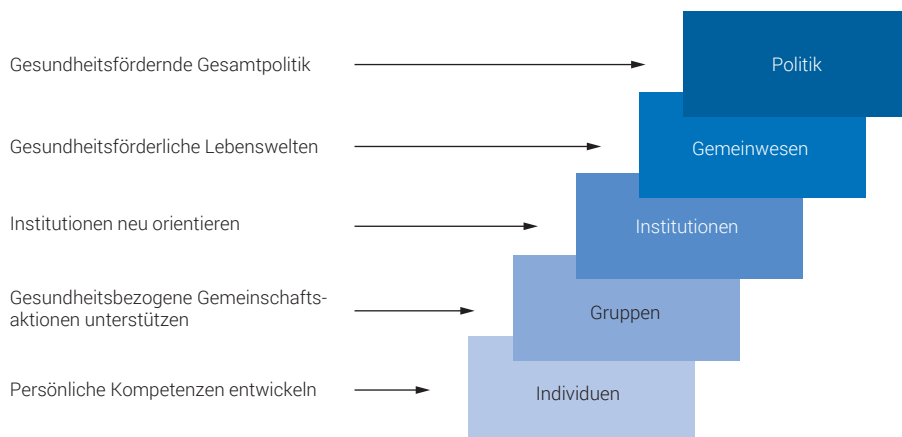 Gesundheitsfördernde Gesamtpolitik
Politik
Gesundheitsförderliche Lebenswelten
Gemeinwesen
Institutionen neu orientieren
Institutionen
Gesundheitsbezogene Gemeinschafts-
aktionen unterstützen
Gruppen
Persönliche Kompetenzen entwickeln
Individuen